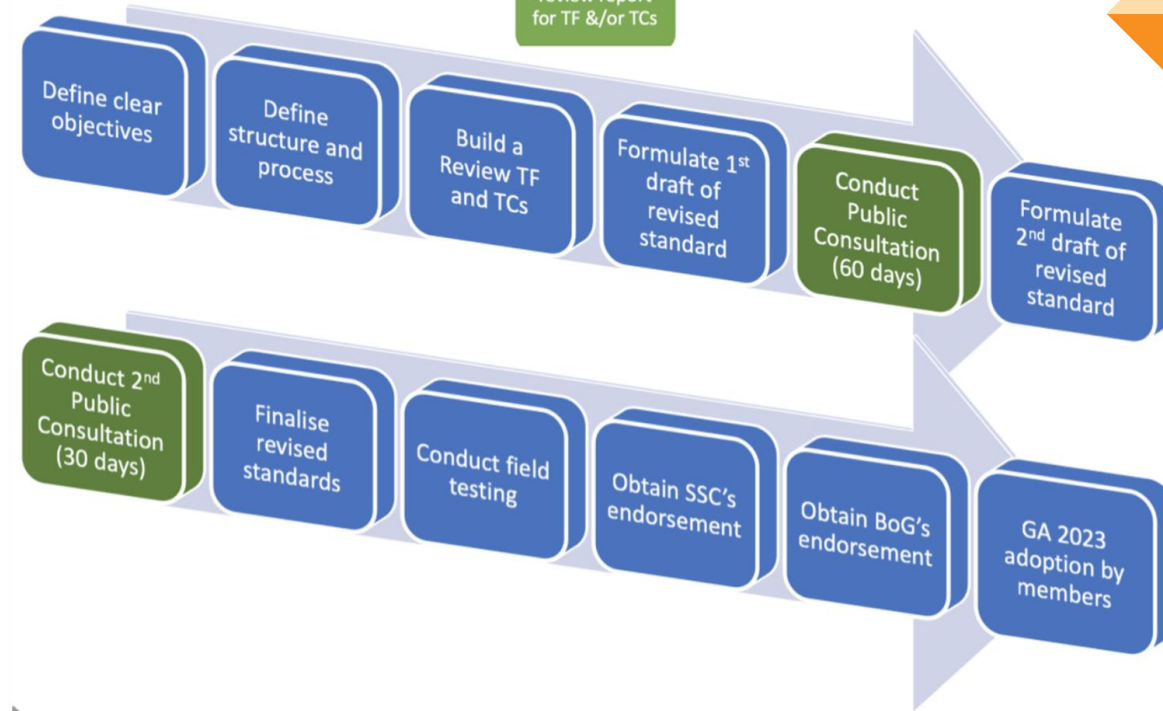 review report
for TF &/or TCs
Define clear
objectives
Define
structure and
process
Build a
Review TF
and TCs
Formulate 1st
draft of
revised
standard
Conduct
Public
Consultation
(60 days)
Formulate
2nd draft of
revised
standard
Conduct 2nd
Public
Consultation
(30 days)
Finalise
revised
standards
Conduct field
testing
Obtain SSC's
endorsement
Obtain BoG's
endorsement
GA 2023
adoption by
members